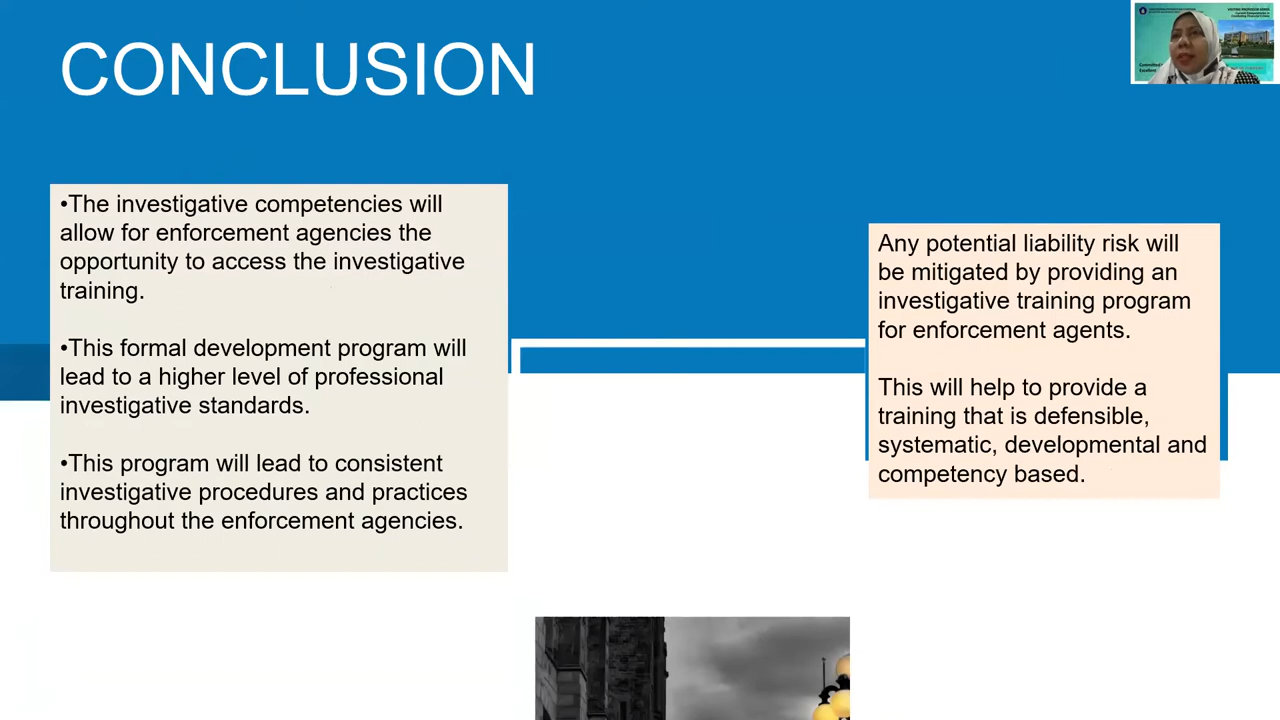 CONCLUSION
•The investigative competencies will
allow for enforcement agencies the
opportunity to access the investigative
training.
•This formal development program will
lead to a higher level of professional
investigative standards.
•This program will lead to consistent
investigative procedures and practices
throughout the enforcement agencies.
Any potential liability risk will
be mitigated by providing an
investigative training program
for enforcement agents.
This will help to provide a
training that is defensible,
systematic, developmental and
competency based.